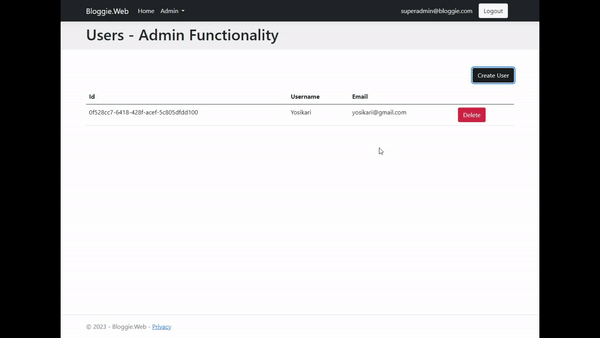 Bloggie.Web Home Admin superadmin@bloggie.com Logout
Users - Admin Functionality
Create User
Id Username Email
0f528cc7-6418-428f-acef-5c805dfdd100 Yosikari yosikari@gmail.com Delete
© 2023 - Bloggie.Web - Privacy